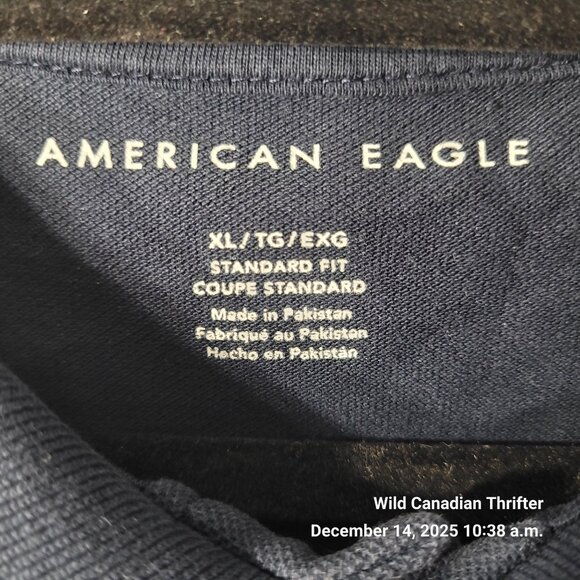 AMERICAN EAGLE
XL/TG/EXG
STANDARD FIT
COUPE STANDARD
Made in Pakistan
Fabriqué au Pakistan
Hecho en Pakistán
Wild Canadian Thrifter
December 14, 2025 10:38 a.m.